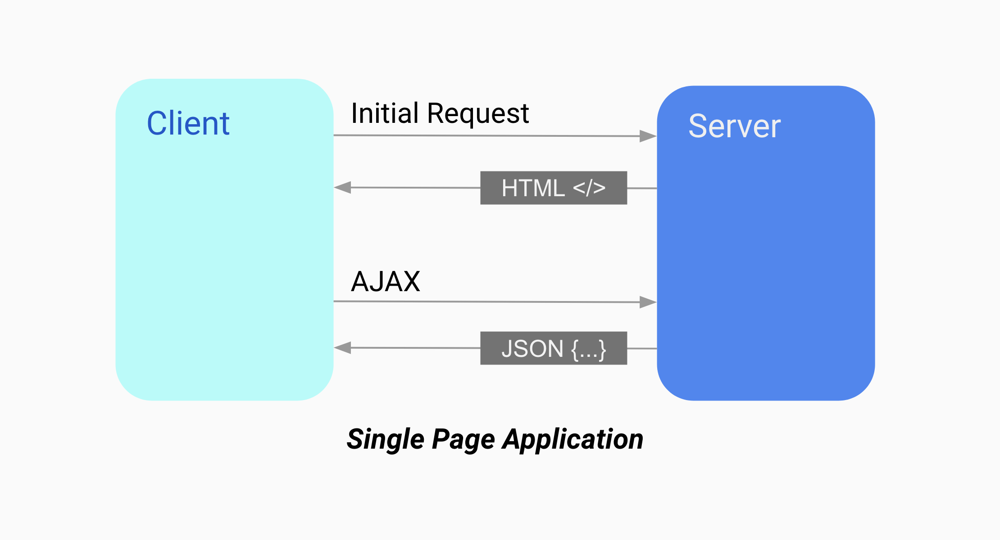 Client
Initial Request
Server
HTML </>
AJAX
JSON {...}
Single Page Application